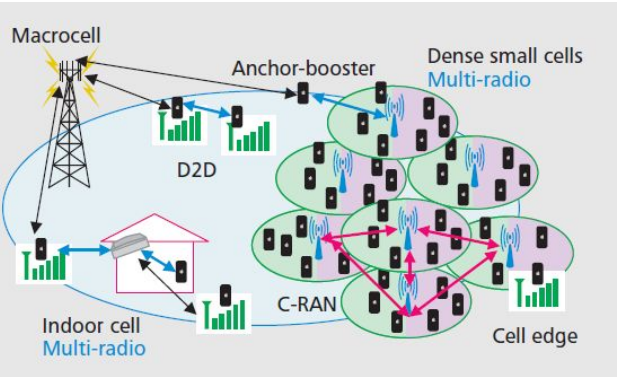 Macrocell
Anchor-booster
Dense small cells
Multi-radio
D2D
C-RAN
Indoor cell
Multi-radio
Cell edge